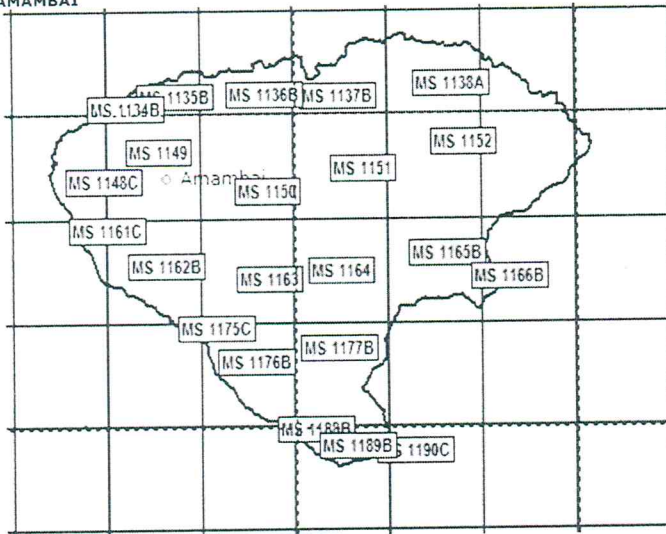 AMAMBAI
MS 1138A
MS 1135B
MS 1136B
MS 1137B
MS 1134B
MS 1152
MS 1149
MS 1151
MS 1148C
Amambai
MS 1150
MS 1161C
MS 1165B
MS 1162B
MS 1164
MS 1166B
MS 1163
MS 1175C
MS 1177B
MS 1176B
MS 1188B
MS 1189B
MS 1190C